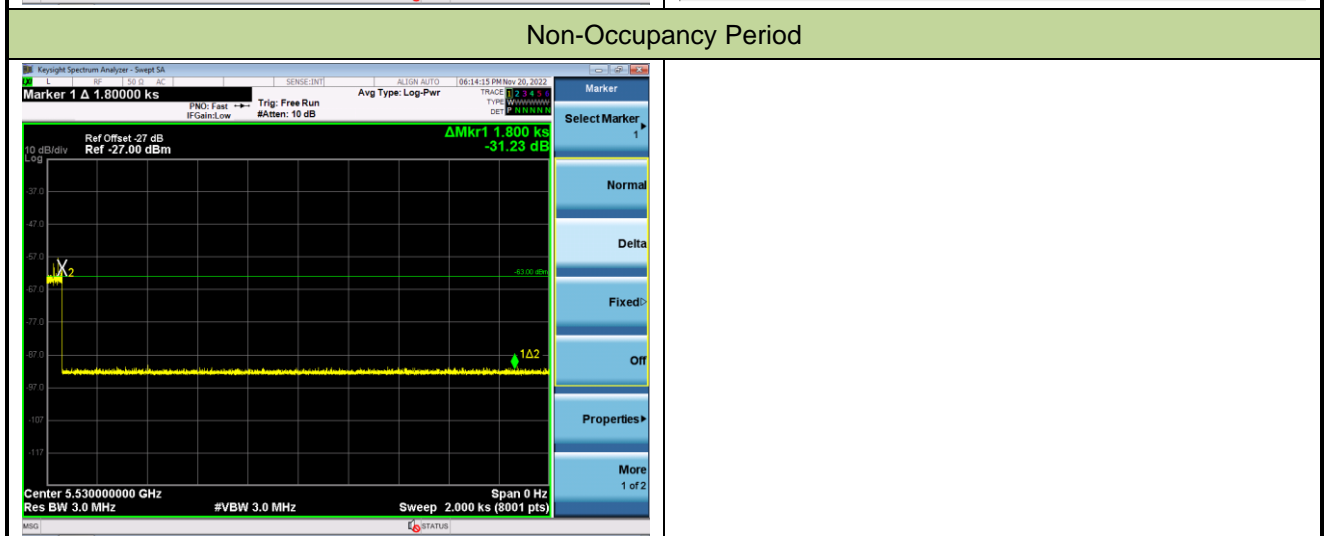 Non-Occupancy Period
Keysight Spectrum Analyzer - Swept SA
L RF 50 Ω AC SENSE:INT ALIGN AUTO 06:14:15 PM Nov 20, 2022
Marker 1 Δ 1.80000 ks
PNO: Fast
IFGain:Low
Trig: Free Run
#Atten: 10 dB
Avg Type: Log-Pwr
TRACE 1 2 3 4 5 6
TYPE WWWWWW
DET P N N N N N
Marker
Select Marker
1
Normal
Delta
Fixed
Off
Properties
More
1 of 2
Ref Offset -27 dB
10 dB/div Ref -27.00 dBm
Log
ΔMkr1 1.800 ks
-31.23 dB
-37.0
-47.0
-57.0
-67.0
-77.0
-87.0
-97.0
-107
-117
2
-63.00 dBm
1Δ2
Center 5.530000000 GHz Span 0 Hz
Res BW 3.0 MHz #VBW 3.0 MHz Sweep 2.000 ks (8001 pts)
MSG STATUS